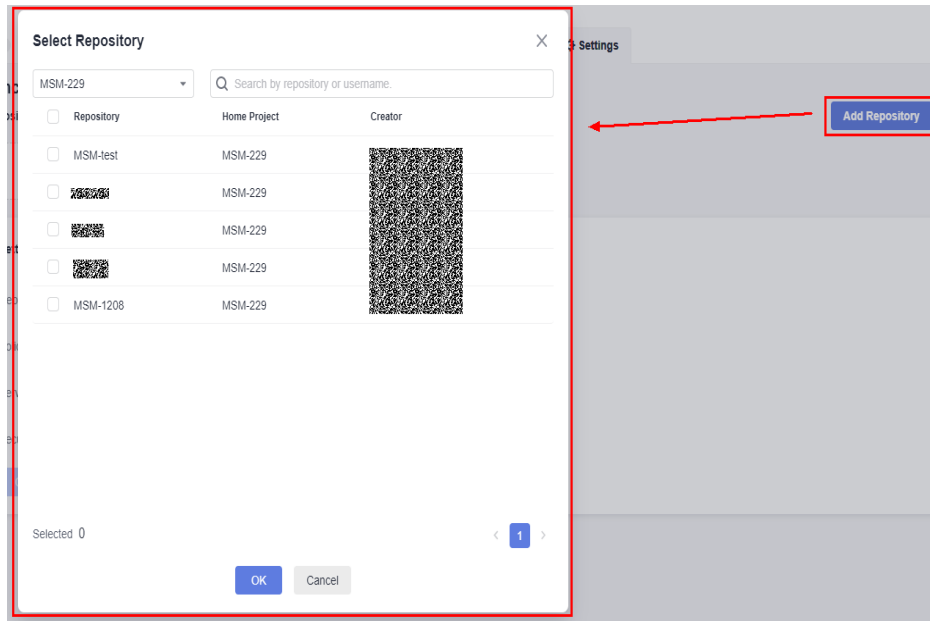 Select Repository
Settings
MSM-229
Search by repository or username.
Add Repository
Repository Home Project Creator
MSM-test MSM-229
MSM-229
MSM-229
MSM-229
MSM-1208 MSM-229
Selected 0
1
OK Cancel